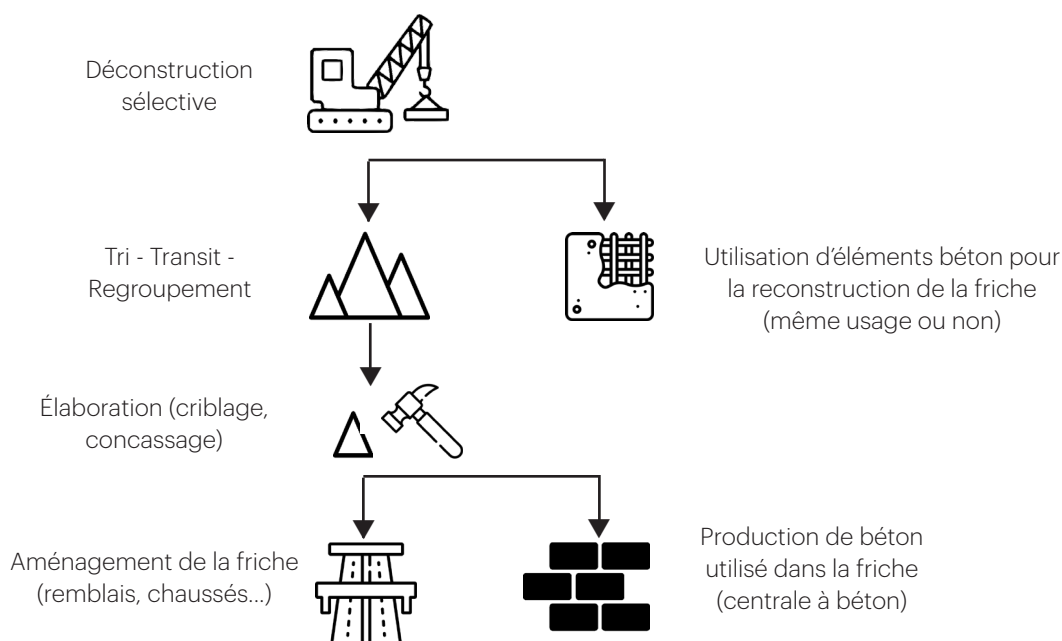 Déconstruction
sélective
Tri - Transit -
Regroupement
Utilisation d'éléments béton pour
la reconstruction de la friche
(même usage ou non)
Élaboration (criblage,
concassage)
Aménagement de la friche
(remblais, chaussés...)
Production de béton
utilisé dans la friche
(centrale à béton)